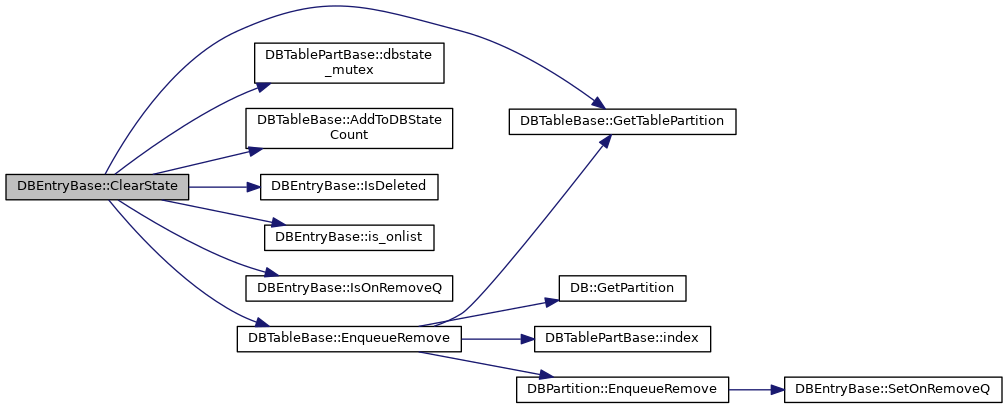 DBTablePartBase::dbstate
_mutex
DBTableBase::AddToDBState
Count
DBTableBase::GetTablePartition
DBEntryBase::ClearState
DBEntryBase::IsDeleted
DBEntryBase::is_onlist
DBEntryBase::IsOnRemoveQ
DB::GetPartition
DBTableBase::EnqueueRemove
DBTablePartBase::index
DBPartition::EnqueueRemove
DBEntryBase::SetOnRemoveQ